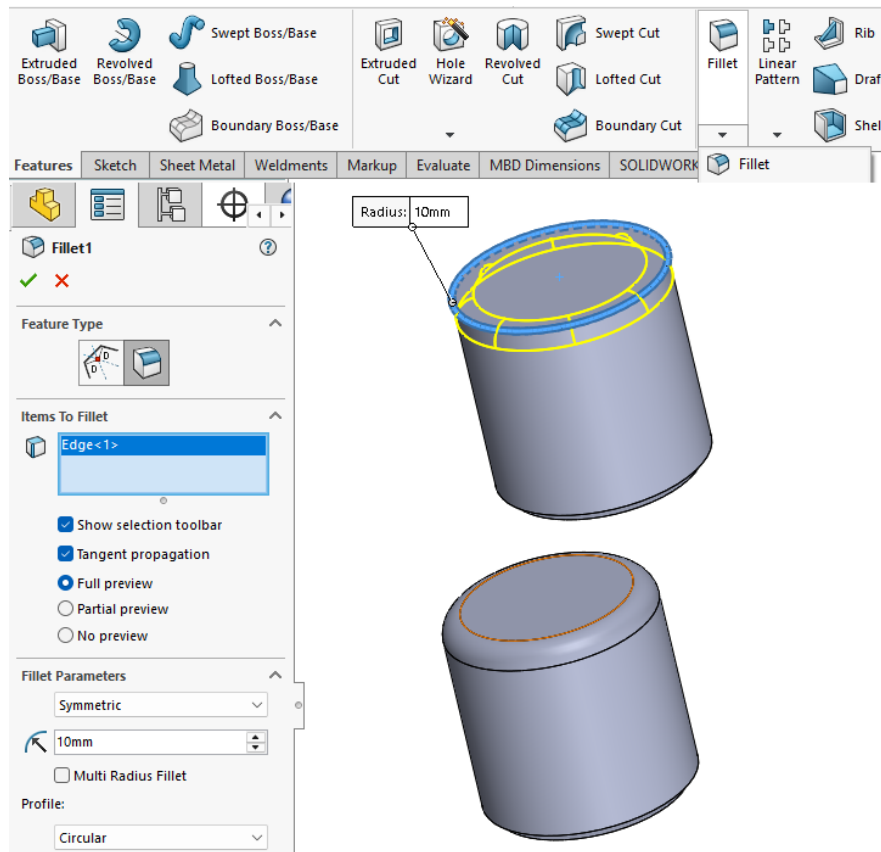 Extruded Boss/Base
Revolved Boss/Base
Swept Boss/Base
Lofted Boss/Base
Boundary Boss/Base
Extruded Cut
Hole Wizard
Revolved Cut
Swept Cut
Lofted Cut
Boundary Cut
Fillet
Linear Pattern
Rib
Draf
Shel
Features Sketch Sheet Metal Weldments Markup Evaluate MBD Dimensions SOLIDWORK
Fillet
Fillet1
Feature Type
D
D
Items To Fillet
Edge<1>
Show selection toolbar
Tangent propagation
Full preview
Partial preview
No preview
Fillet Parameters
Symmetric
10mm
Multi Radius Fillet
Profile:
Circular
Radius: 10mm